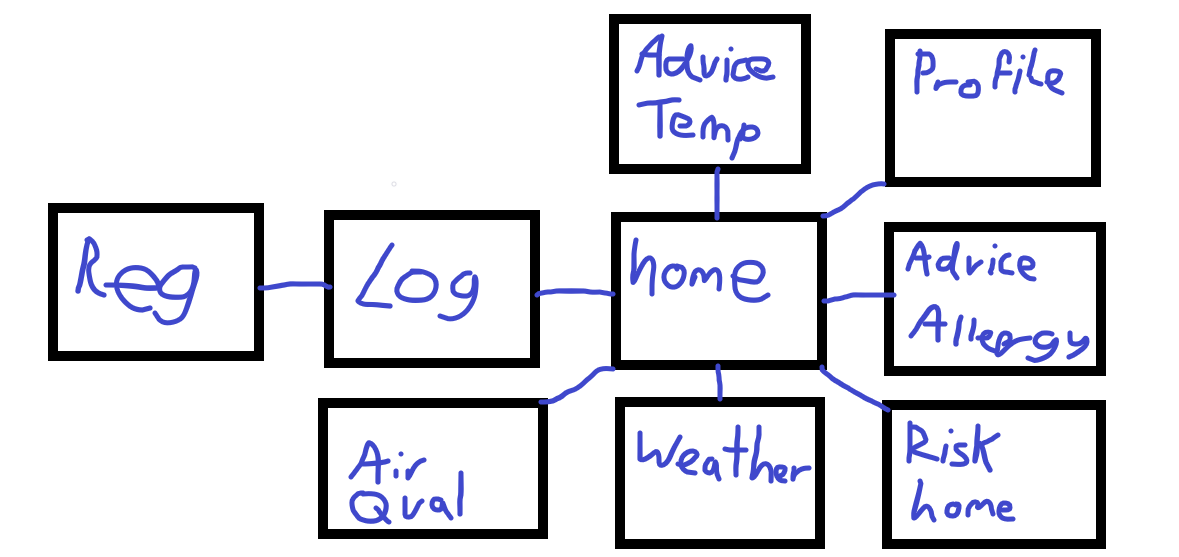 Advice
Temp
Profile
Reg
Log
home
Advice
Allergy
Air
Qual
Weather
Risk
home